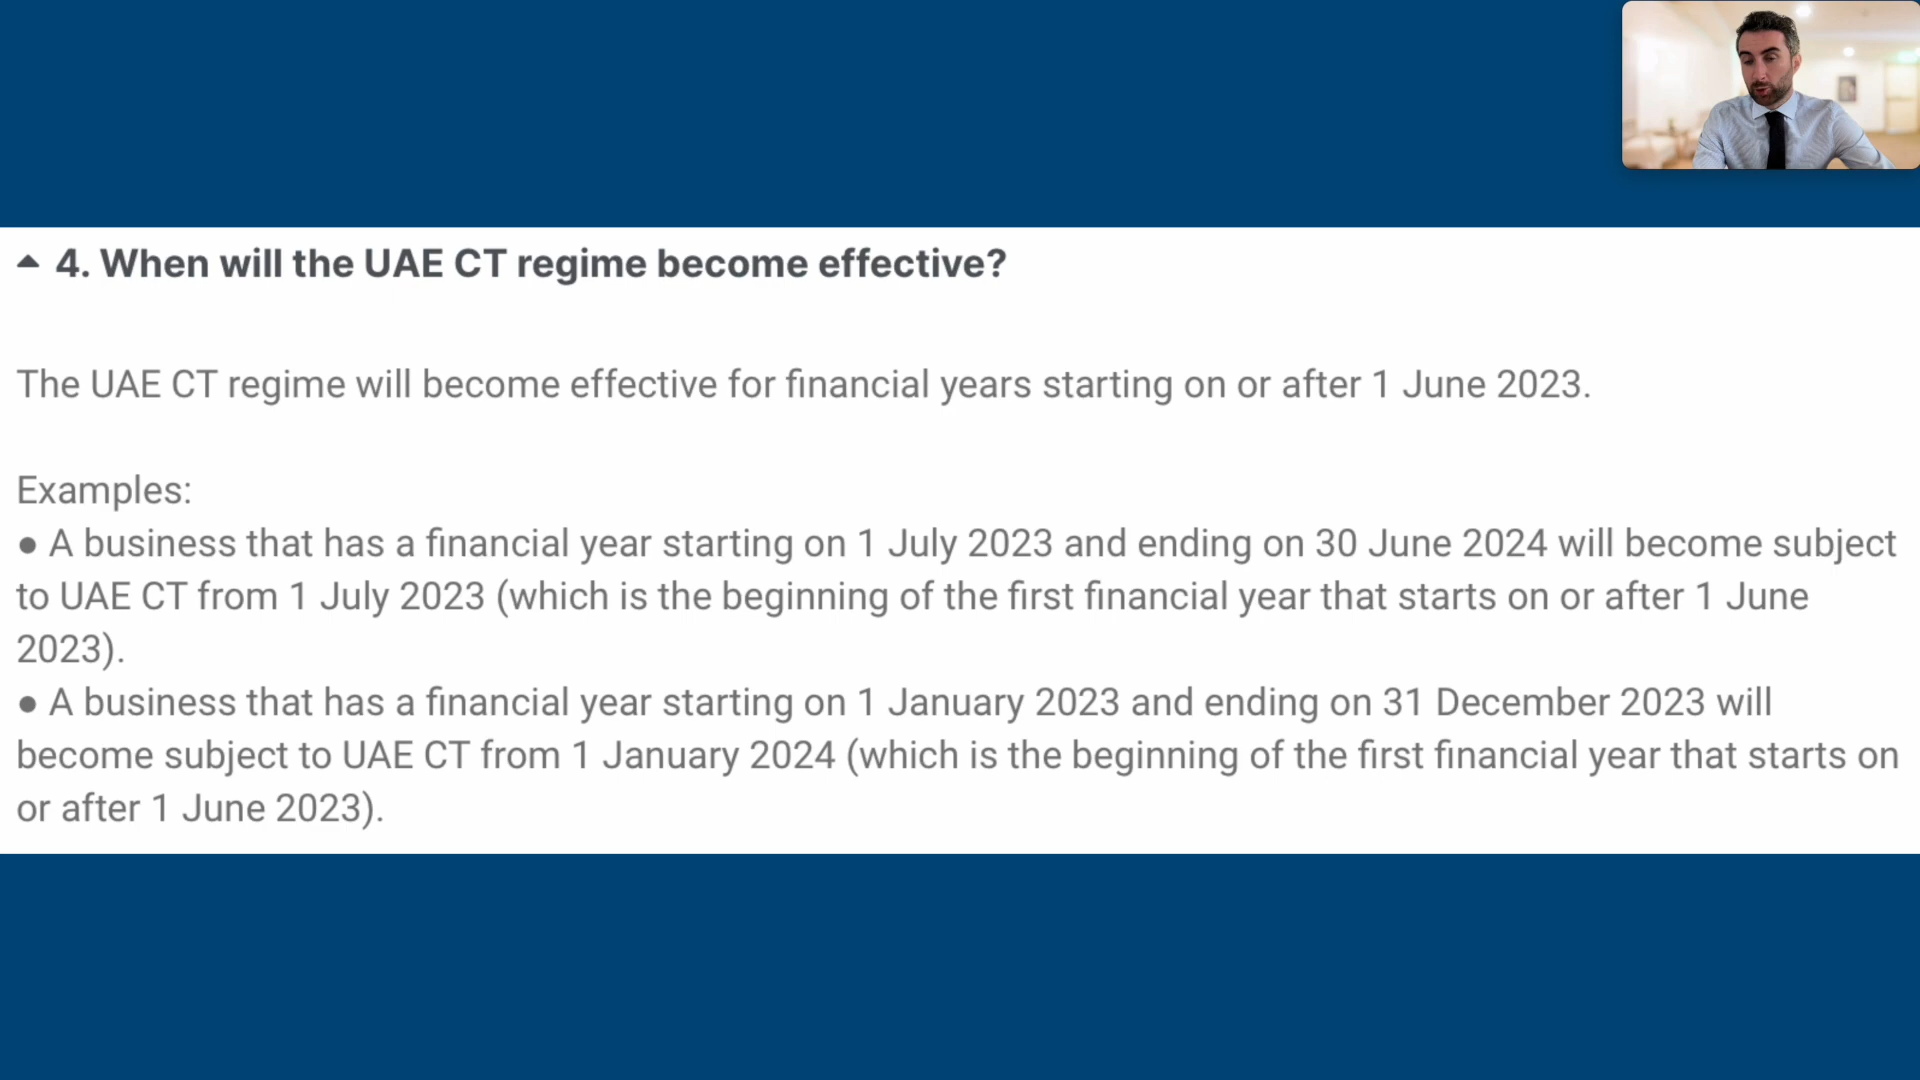 4. When will the UAE CT regime become effective?
The UAE CT regime will become effective for financial years starting on or after 1 June 2023.
Examples:
● A business that has a financial year starting on 1 July 2023 and ending on 30 June 2024 will become subject
to UAE CT from 1 July 2023 (which is the beginning of the first financial year that starts on or after 1 June
2023).
● A business that has a financial year starting on 1 January 2023 and ending on 31 December 2023 will
become subject to UAE CT from 1 January 2024 (which is the beginning of the first financial year that starts on
or after 1 June 2023).